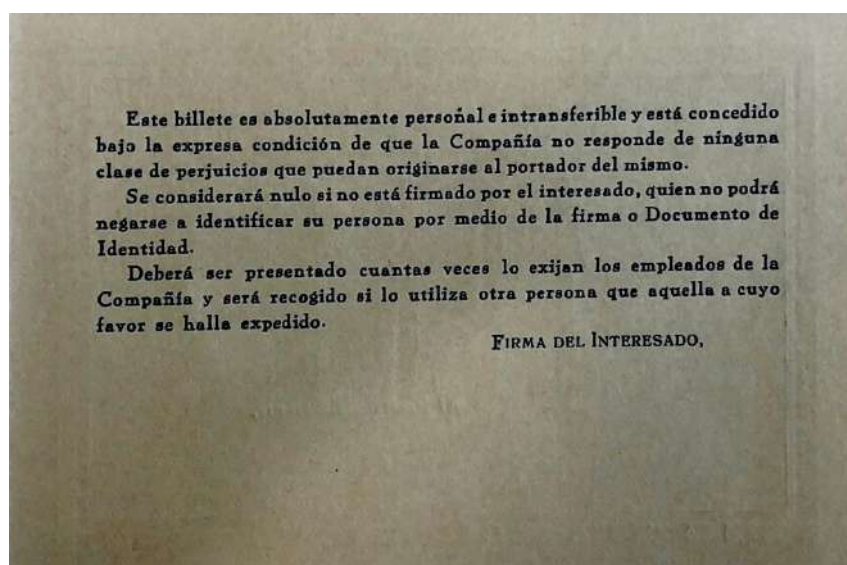 Este billete es absolutamente personal e intransferible y está concedido
bajo la expresa condición de que la Compañía no responde de ninguna
clase de perjuicios que puedan originarse al portador del mismo.
Se considerará nulo si no está firmado por el interesado, quien no podrá
negarse a identificar su persona por medio de la firma o Documento de
Identidad.
Deberá ser presentado cuantas veces lo exijan los empleados de la
Compañía y será recogido si lo utiliza otra persona que aquella a cuyo
favor se halla expedido.
FIRMA DEL INTERESADO,